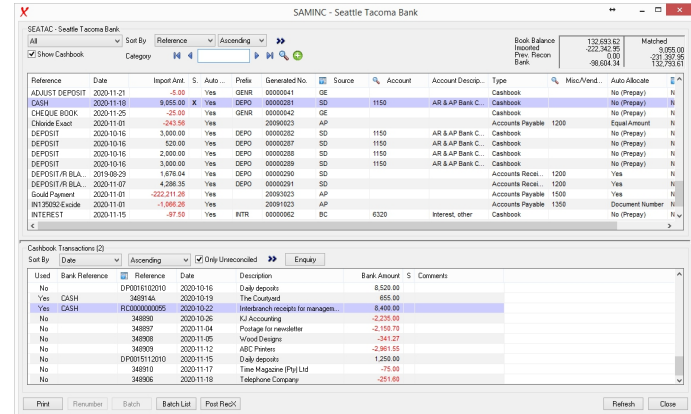 SAMINC - Seattle Tacoma Bank
SEATAC - Seattle Tacoma Bank
All Sort By Reference Ascending
Show Cashbook Category
Book Balance 132,693.62 Matched
Imported -222,342.95 9,055.00
Prev. Recon 0.00 -231,397.95
Bank -98,604.34 132,793.61
Reference Date Import Amt. S. Auto ... Prefix Generated No. Source Account Account Descrip... Type Misc/Vend... Auto Allocate
ADJUST DEPOSIT 2020-11-21 -5.00 Yes GENR 00000041 GE Cashbook No (Prepay) N
CASH 2020-11-18 9,055.00 X Yes DEPO 00000281 SD 1150 AR & AP Bank C... Cashbook No (Prepay) N
CHEQUE BOOK 2020-11-25 -25.00 Yes GENR 00000042 GE Cashbook No (Prepay) N
Chloride Exact 2020-11-01 -243.56 Yes 20090023 AP Accounts Payable 1200 Equal Amount N
DEPOSIT 2020-10-16 3,000.00 Yes DEPO 00000282 SD 1150 AR & AP Bank C... Cashbook No (Prepay) N
DEPOSIT 2020-10-16 520.00 Yes DEPO 00000287 SD 1150 AR & AP Bank C... Cashbook No (Prepay) N
DEPOSIT 2020-10-16 2,000.00 Yes DEPO 00000288 SD 1150 AR & AP Bank C... Cashbook No (Prepay) N
DEPOSIT 2020-10-16 3,000.00 Yes DEPO 00000289 SD 1150 AR & AP Bank C... Cashbook No (Prepay) N
DEPOSIT/R BLA... 2019-08-29 1,676.04 Yes DEPO 00000290 SD Accounts Recei... 1200 Yes N
DEPOSIT/R BLA... 2020-11-07 4,286.35 Yes DEPO 00000291 SD Accounts Recei... 1200 Yes N
Gould Payment 2020-11-01 -222,211.26 Yes 20093023 AP Accounts Payable 1500 Yes N
IN135092-Excide 2020-11-01 -1,066.26 Yes 20091023 AP Accounts Payable 1350 Document Number N
INTEREST 2020-11-15 -97.50 Yes INTR 00000062 BC 6320 Interest, other Cashbook No (Prepay) N
Cashbook Transactions (2)
Sort By Date Ascending Only Unreconciled Enquiry
Used Bank Reference Reference Date Description Bank Amount S Comments
No DP0016102010 2020-10-16 Daily deposits 8,520.00
Yes CASH 348914A 2020-10-19 The Courtyard 655.00
Yes CASH RC0000000055 2020-10-22 Interbranch receipts for managem... 8,400.00
No 348890 2020-10-26 KJ Accounting -2,235.00
No 348897 2020-11-04 Postage for newsletter -2,150.70
No 348908 2020-11-05 Wood Designs -341.27
No 348909 2020-11-12 ABC Printers -2,961.55
No DP0015112010 2020-11-15 Daily deposits 1,250.00
No 348910 2020-11-17 Time Magazine (Pty) Ltd -75.00
No 348906 2020-11-18 Telephone Company -251.60
Print Renumber Batch Batch List Post RecX Refresh Close